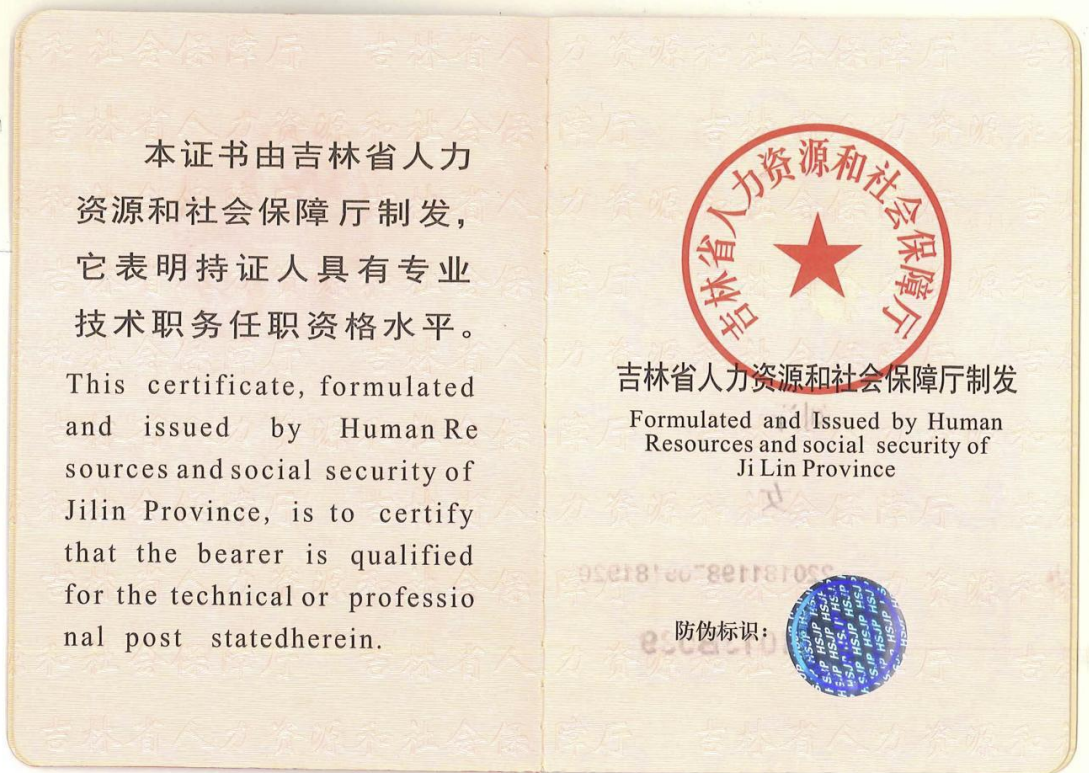 本证书由吉林省人力
资源和社会保障厅制发，
它表明持证人具有专业
技术职务任职资格水平。
This certificate, formulated
and issued by Human Re
sources and social security of
Jilin Province, is to certify
that the bearer is qualified
for the technical or professio
nal post statedherein.
吉林省人力资源和社会保障厅
吉林省人力资源和社会保障厅制发
Formulated and Issued by Human
Resources and social security of
Ji Lin Province
防伪标识：
HSJP